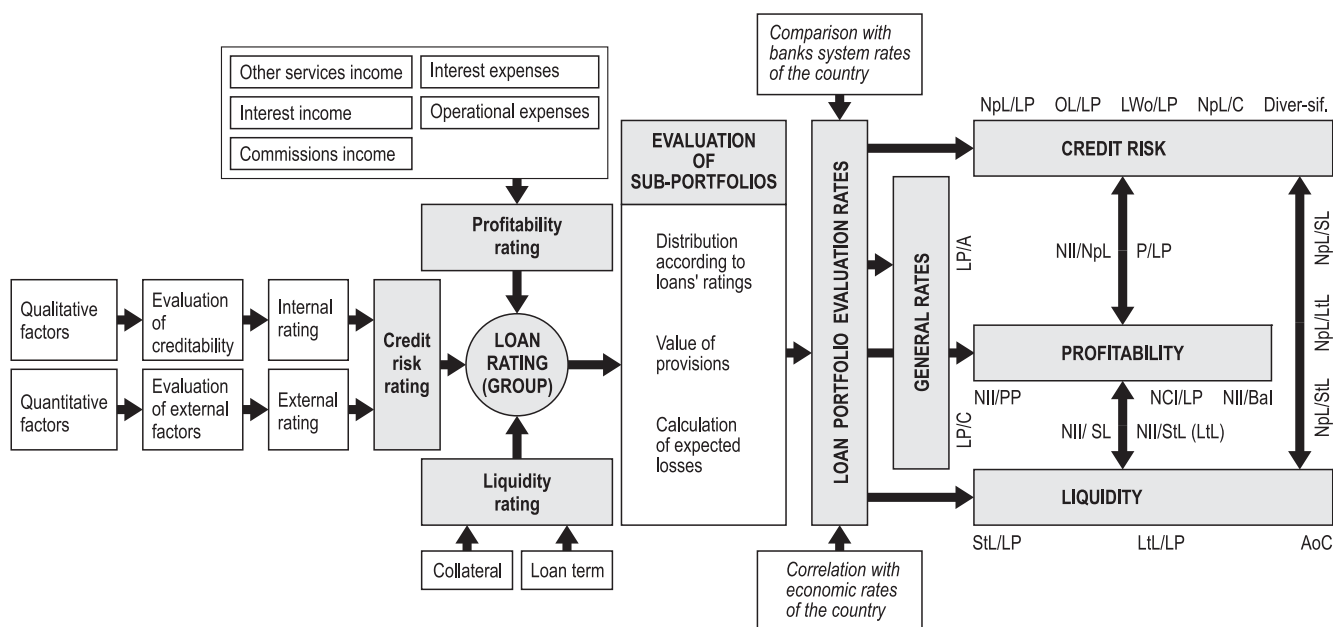 Other services income
Interest income
Commissions income
Interest expenses
Operational expenses
Profitability
rating
Qualitative
factors
Evaluation
of
creditability
Internal
rating
Quantitative
factors
Evaluation
of external
factors
External
rating
Credit
risk
rating
LOAN
RATING
(GROUP)
Liquidity
rating
Collateral
Loan term
EVALUATION
OF
SUB-PORTFOLIOS
Distribution
according to
loans' ratings
Value of
provisions
Calculation
of expected
losses
Comparison with
banks system rates
of the country
LOAN PORTFOLIO EVALUATION RATES
Correlation with
economic rates
of the country
GENERAL RATES
LP/A
LP/C
NpL/LP OL/LP LWo/LP NpL/C Diver-sif.
CREDIT RISK
NII/NpL P/LP
PROFITABILITY
NII/PP NCI/LP NII/Bal
NII/ SL NII/StL (LtL)
LIQUIDITY
StL/LP LtL/LP AoC
NpL/SL
NpL/LtL
NpL/StL